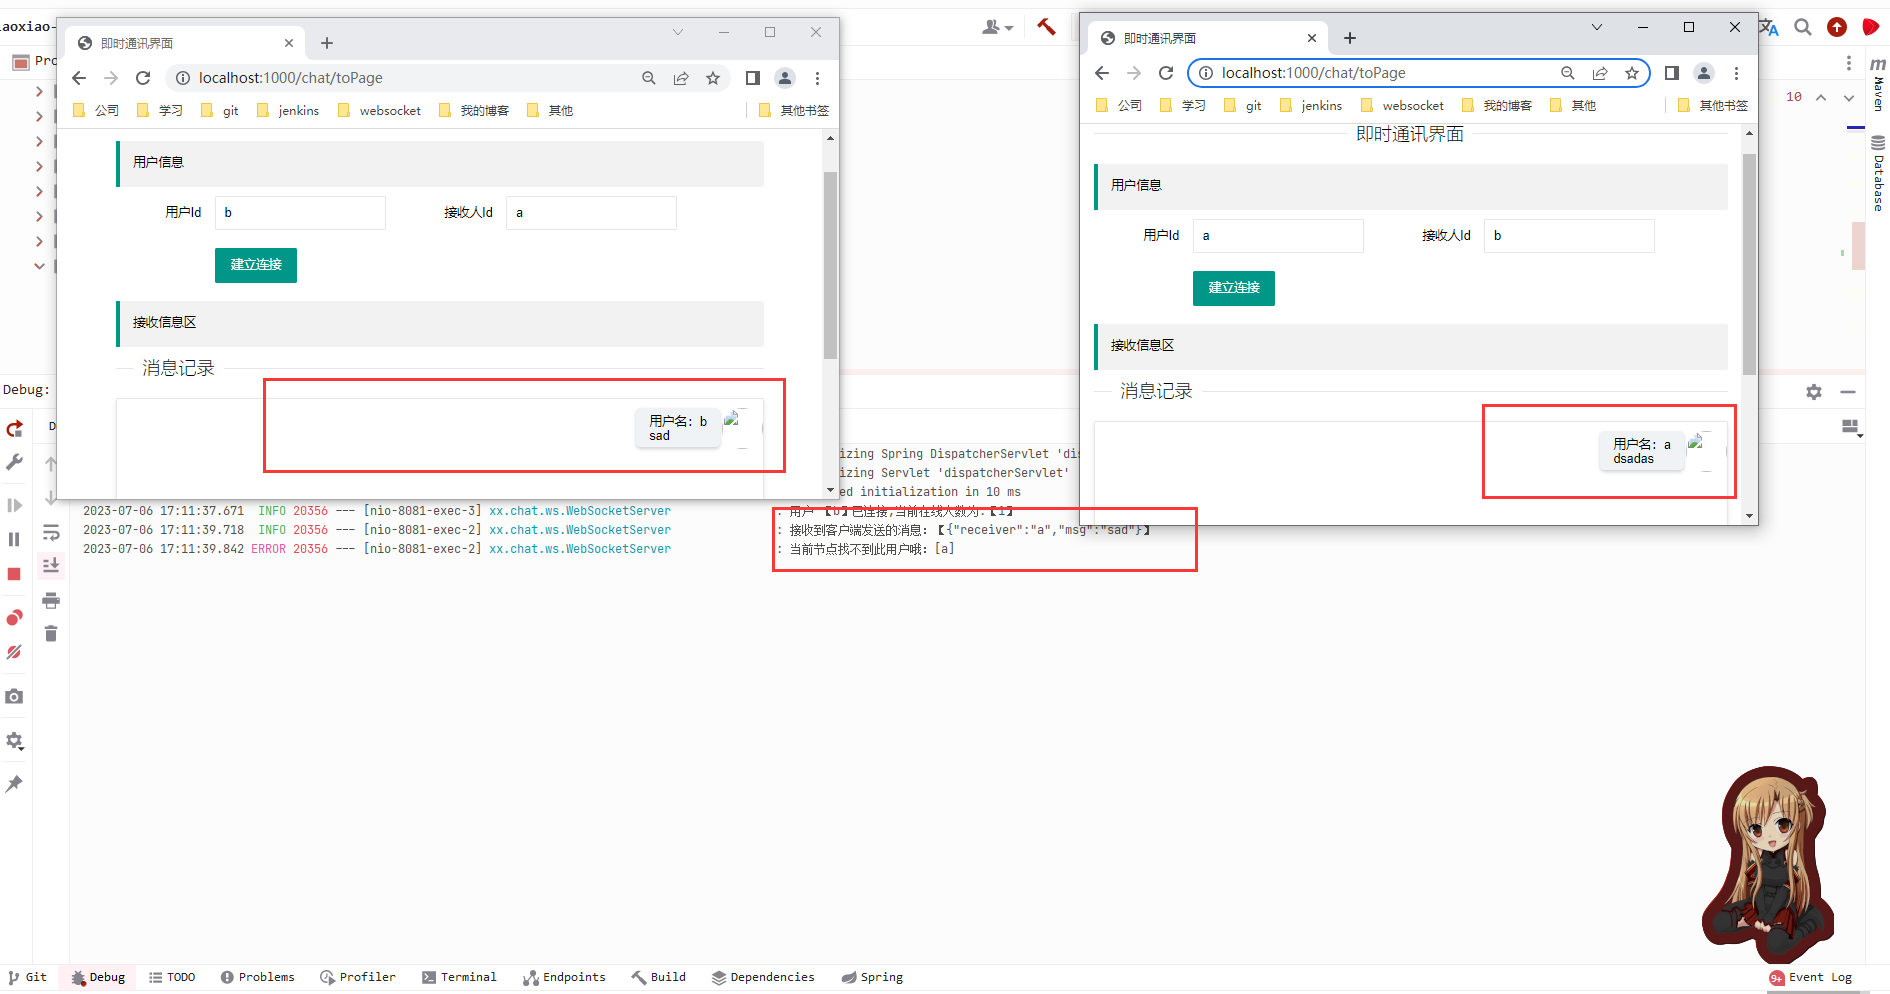 aoxiao-
Pro
即时通讯界面
localhost:1000/chat/toPage
公司
学习
git
jenkins
websocket
我的博客
其他
其他书签
用户信息
用户Id
b
接收人Id
a
建立连接
接收信息区
消息记录
用户名: b
sad
即时通讯界面
localhost:1000/chat/toPage
公司
学习
git
jenkins
websocket
我的博客
其他
其他书签
即时通讯界面
用户信息
用户Id
a
接收人Id
b
建立连接
接收信息区
消息记录
用户名: a
dsadas
10
m
Maven
Database
Debug:
D
izing Spring DispatcherServlet 'dis
izing Servlet 'dispatcherServlet'
ed initialization in 10 ms
2023-07-06 17:11:37.671  INFO 20356 --- [nio-8081-exec-3] xx.chat.ws.WebSocketServer : 用户 【b】已连接,当前在线人数为:【1】
2023-07-06 17:11:39.718  INFO 20356 --- [nio-8081-exec-2] xx.chat.ws.WebSocketServer : 接收到客户端发送的消息: 【{"receiver":"a","msg":"sad"}】
2023-07-06 17:11:39.842 ERROR 20356 --- [nio-8081-exec-2] xx.chat.ws.WebSocketServer : 当前节点找不到此用户哦: [a]
Git
Debug
TODO
Problems
Profiler
Terminal
Endpoints
Build
Dependencies
Spring
9+
Event Log